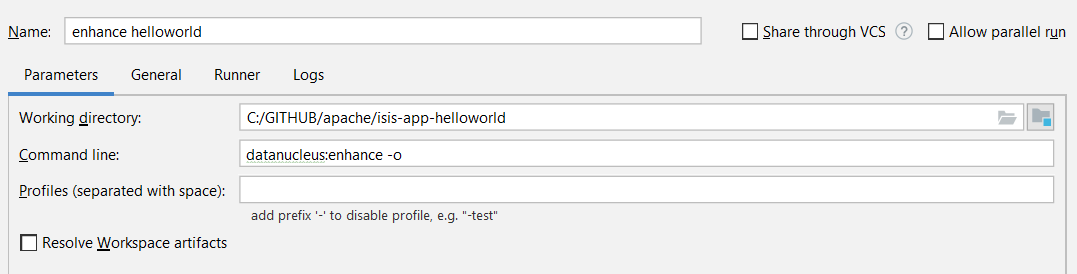 Name: enhance helloworld Share through VCS ? Allow parallel run
Parameters General Runner Logs
Working directory: C:/GITHUB/apache/isis-app-helloworld
Command line: datanucleus:enhance -o
Profiles (separated with space):
add prefix '-' to disable profile, e.g. "-test"
Resolve Workspace artifacts